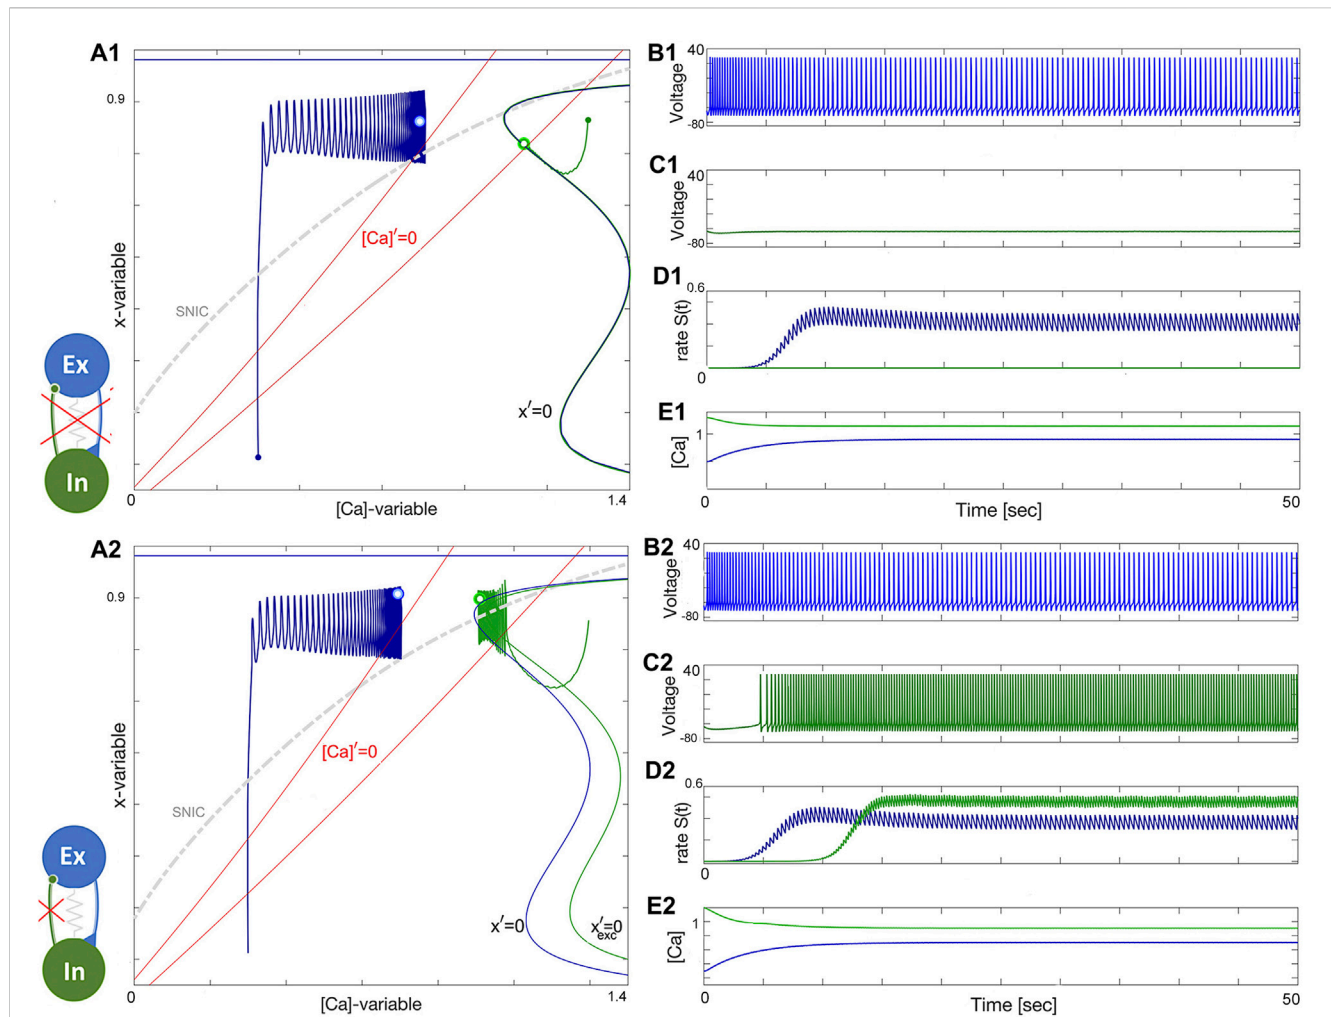 A1
0.9
x-variable
SNIC
[Ca]′=0
x′=0
0
1.4
[Ca]-variable
Ex
In
B1
40
Voltage
-80
C1
40
Voltage
-80
D1
0.6
rate S(t)
0
E1
1
[Ca]
0
50
Time [sec]
A2
0.9
x-variable
SNIC
[Ca]′=0
x′=0
x′exc=0
0
1.4
[Ca]-variable
Ex
In
B2
40
Voltage
-80
C2
40
Voltage
-80
D2
0.6
rate S(t)
0
E2
1
[Ca]
0
50
Time [sec]